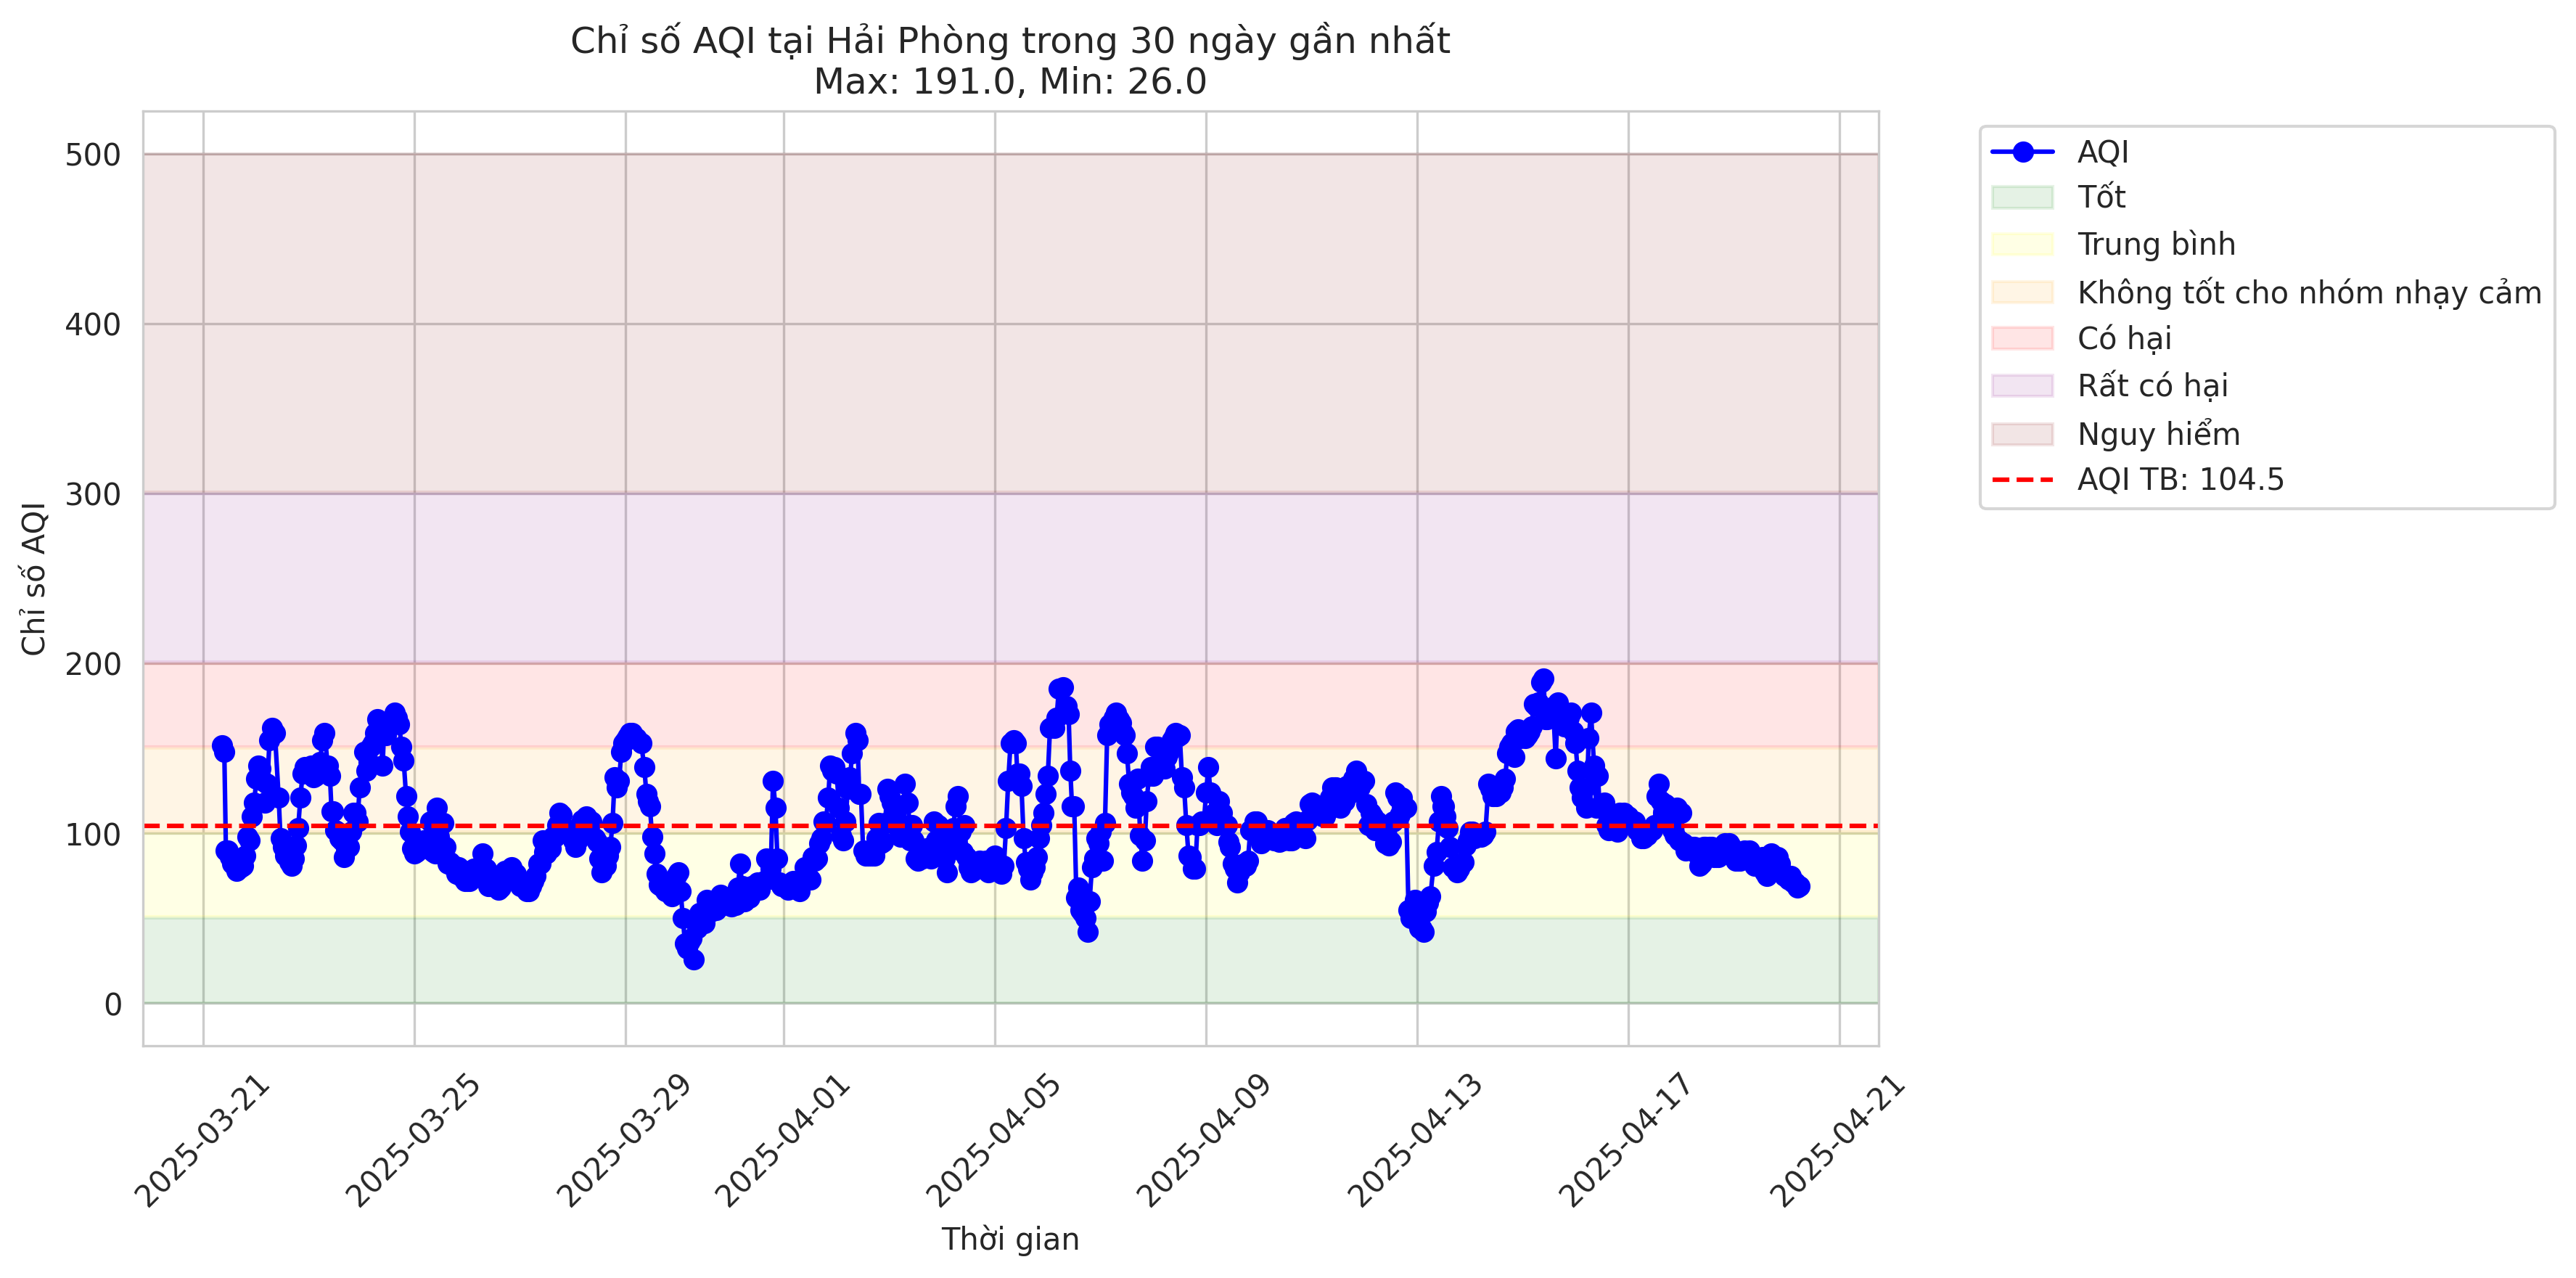 Chỉ số AQI tại Hải Phòng trong 30 ngày gần nhất
Max: 191.0, Min: 26.0
Chỉ số AQI
500
400
300
200
100
0
2025-03-21
2025-03-25
2025-03-29
2025-04-01
2025-04-05
2025-04-09
2025-04-13
2025-04-17
2025-04-21
Thời gian
AQI
Tốt
Trung bình
Không tốt cho nhóm nhạy cảm
Có hại
Rất có hại
Nguy hiểm
AQI TB: 104.5